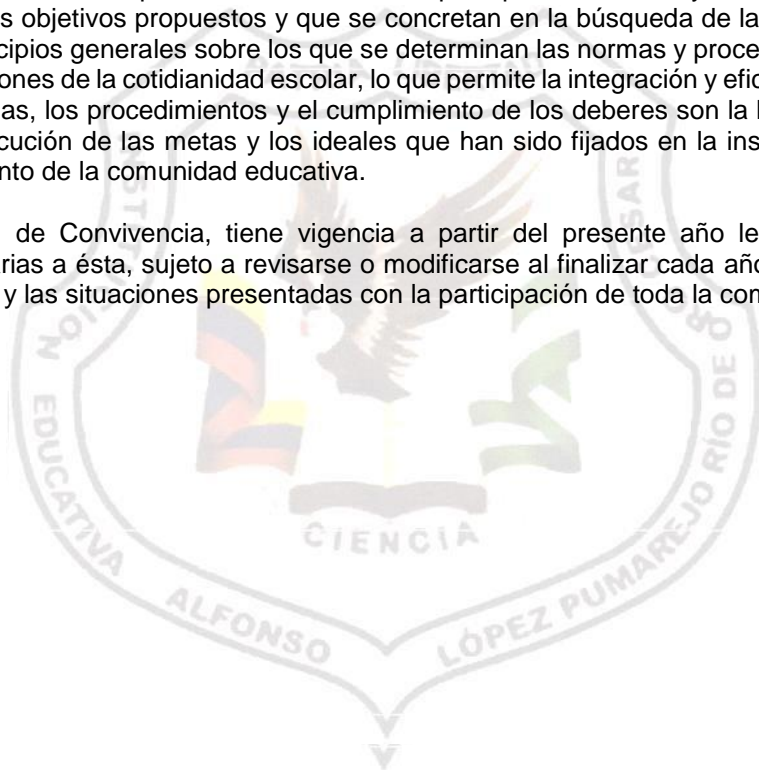 s objetivos propuestos y que se concretan en la búsqueda de la
cipios generales sobre los que se determinan las normas y proce
ones de la cotidianidad escolar, lo que permite la integración y efic
as, los procedimientos y el cumplimiento de los deberes son la
cución de las metas y los ideales que han sido fijados en la ins
nto de la comunidad educativa.
de Convivencia, tiene vigencia a partir del presente año le
rias a ésta, sujeto a revisarse o modificarse al finalizar cada año
y las situaciones presentadas con la participación de toda la com
INSTITUCIÓN EDUCATIVA ALFONSO LÓPEZ PUMAREJO RÍO DE ORO CESAR
CIENCIA